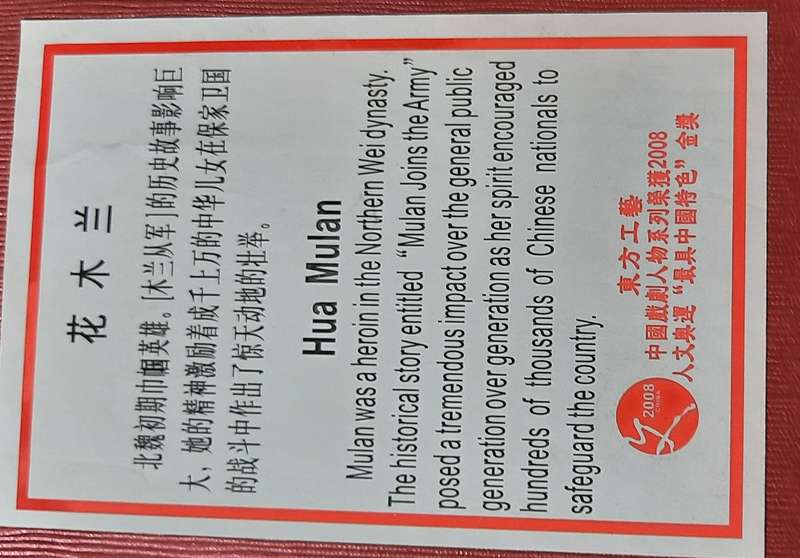 花木兰
北魏初期巾帼英雄。[木兰从军]的历史故事影响巨
大，她的精神激励着成千上万的中华儿女在保家卫国
的战斗中作出了惊天动地的壮举。
Hua Mulan
Mulan was a heroin in the Northern Wei dynasty.
The historical story entitled “Mulan Joins the Army”
posed a tremendous impact over the general public
generation over generation as her spirit encouraged
hundreds of thousands of Chinese nationals to
safeguard the country.
2008
東方工藝
中國戲劇人物系列榮獲2008
人文奥運“最具中國特色”金獎